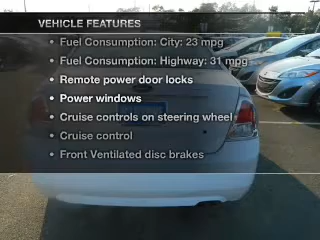 VEHICLE FEATURES
• Fuel Consumption: City: 23 mpg
• Fuel Consumption: Highway: 31 mpg
• Remote power door locks
• Power windows
• Cruise controls on steering wheel
• Cruise control
• Front Ventilated disc brakes